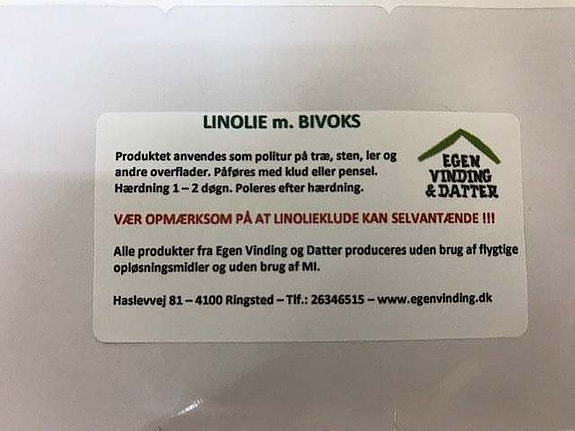 LINOLIE m. BIVOKS
Produktet anvendes som politur på træ, sten, ler og
andre overflader. Påføres med klud eller pensel.
Hærdning 1 – 2 døgn. Poleres efter hærdning.
EGEN
VINDING
& DATTER
VÆR OPMÆRKSOM PÅ AT LINOLIEKLUDE KAN SELVANTÆNDE !!!
Alle produkter fra Egen Vinding og Datter produceres uden brug af flygtige
opløsningsmidler og uden brug af MI.
Haslevvej 81 – 4100 Ringsted – Tlf.: 26346515 – www.egenvinding.dk